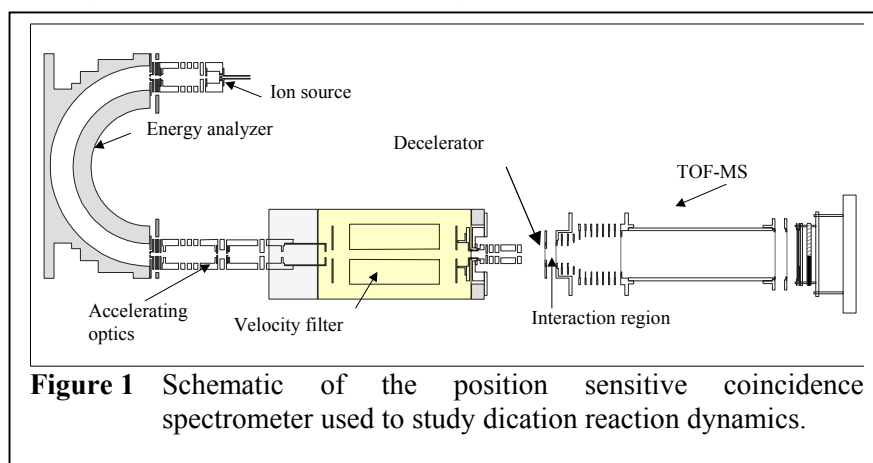 Ion source
Energy analyzer
Decelerator
TOF-MS
Accelerating
optics
Velocity filter
Interaction region
Figure 1 Schematic of the position sensitive coincidence
spectrometer used to study dication reaction dynamics.